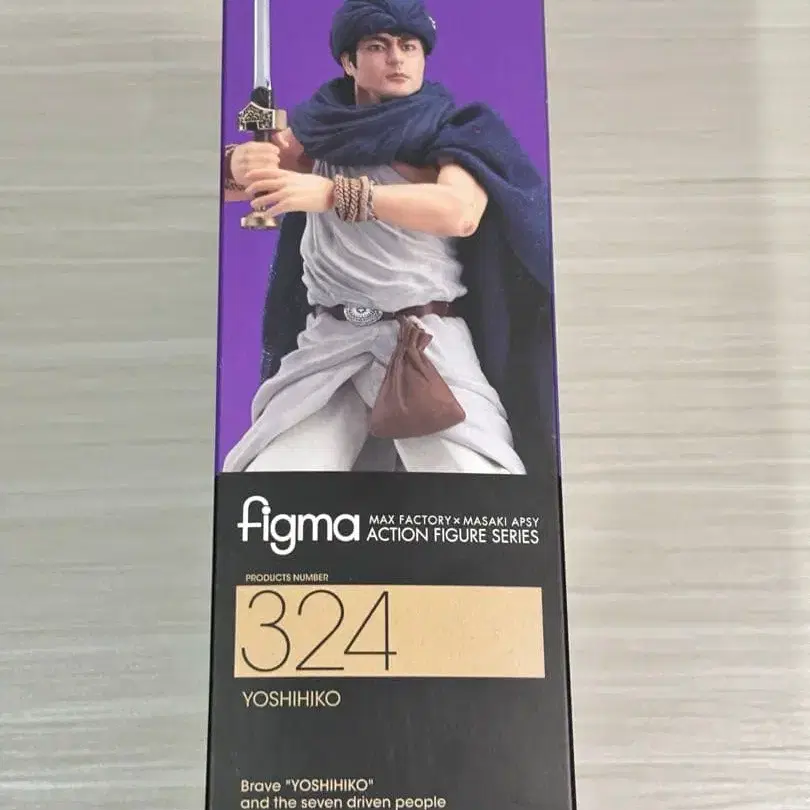 figma
MAX FACTORY×MASAKI APSY
ACTION FIGURE SERIES
PRODUCTS NUMBER
324
YOSHIHIKO
Brave "YOSHIHIKO"
and the seven driven people